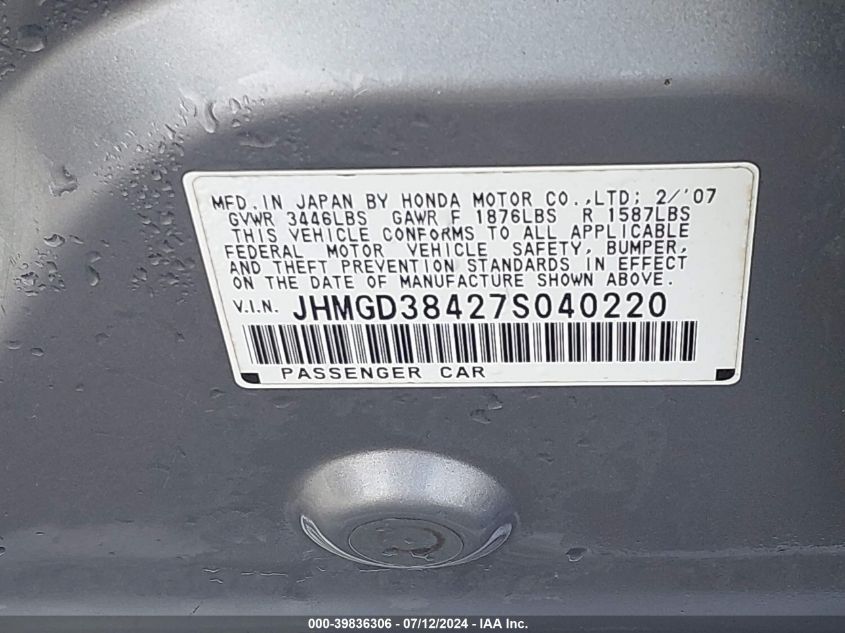 MFD. IN JAPAN BY HONDA MOTOR CO.,LTD; 2/'07
GVWR 3446LBS GAWR F 1876LBS R 1587LBS
THIS VEHICLE CONFORMS TO ALL APPLICABLE
FEDERAL MOTOR VEHICLE SAFETY, BUMPER,
AND THEFT PREVENTION STANDARDS IN EFFECT
ON THE DATE OF MANUFACTURE SHOWN ABOVE.
V.I.N. JHMGD38427S040220
PASSENGER CAR
000-39836306 - 07/12/2024 - IAA Inc.